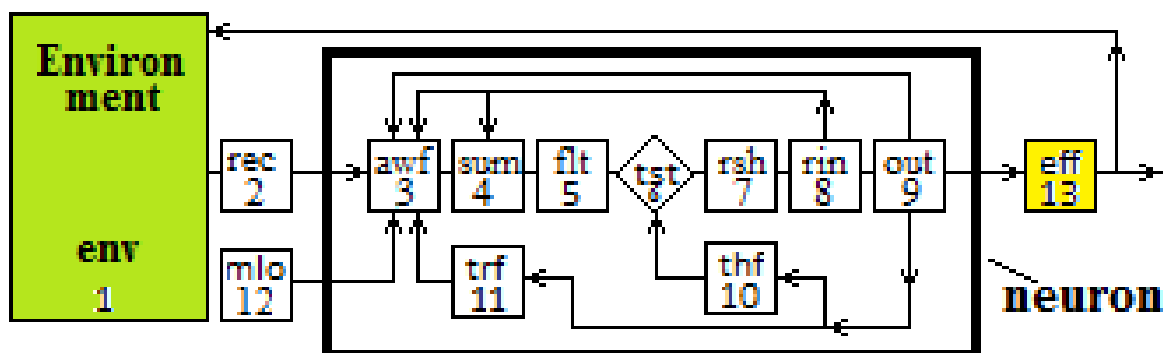 Environ
ment
env
1
rec
2
awf
3
sum
4
flt
5
tst
6
rsh
7
rin
8
out
9
eff
13
mlo
12
trf
11
thf
10
neuron